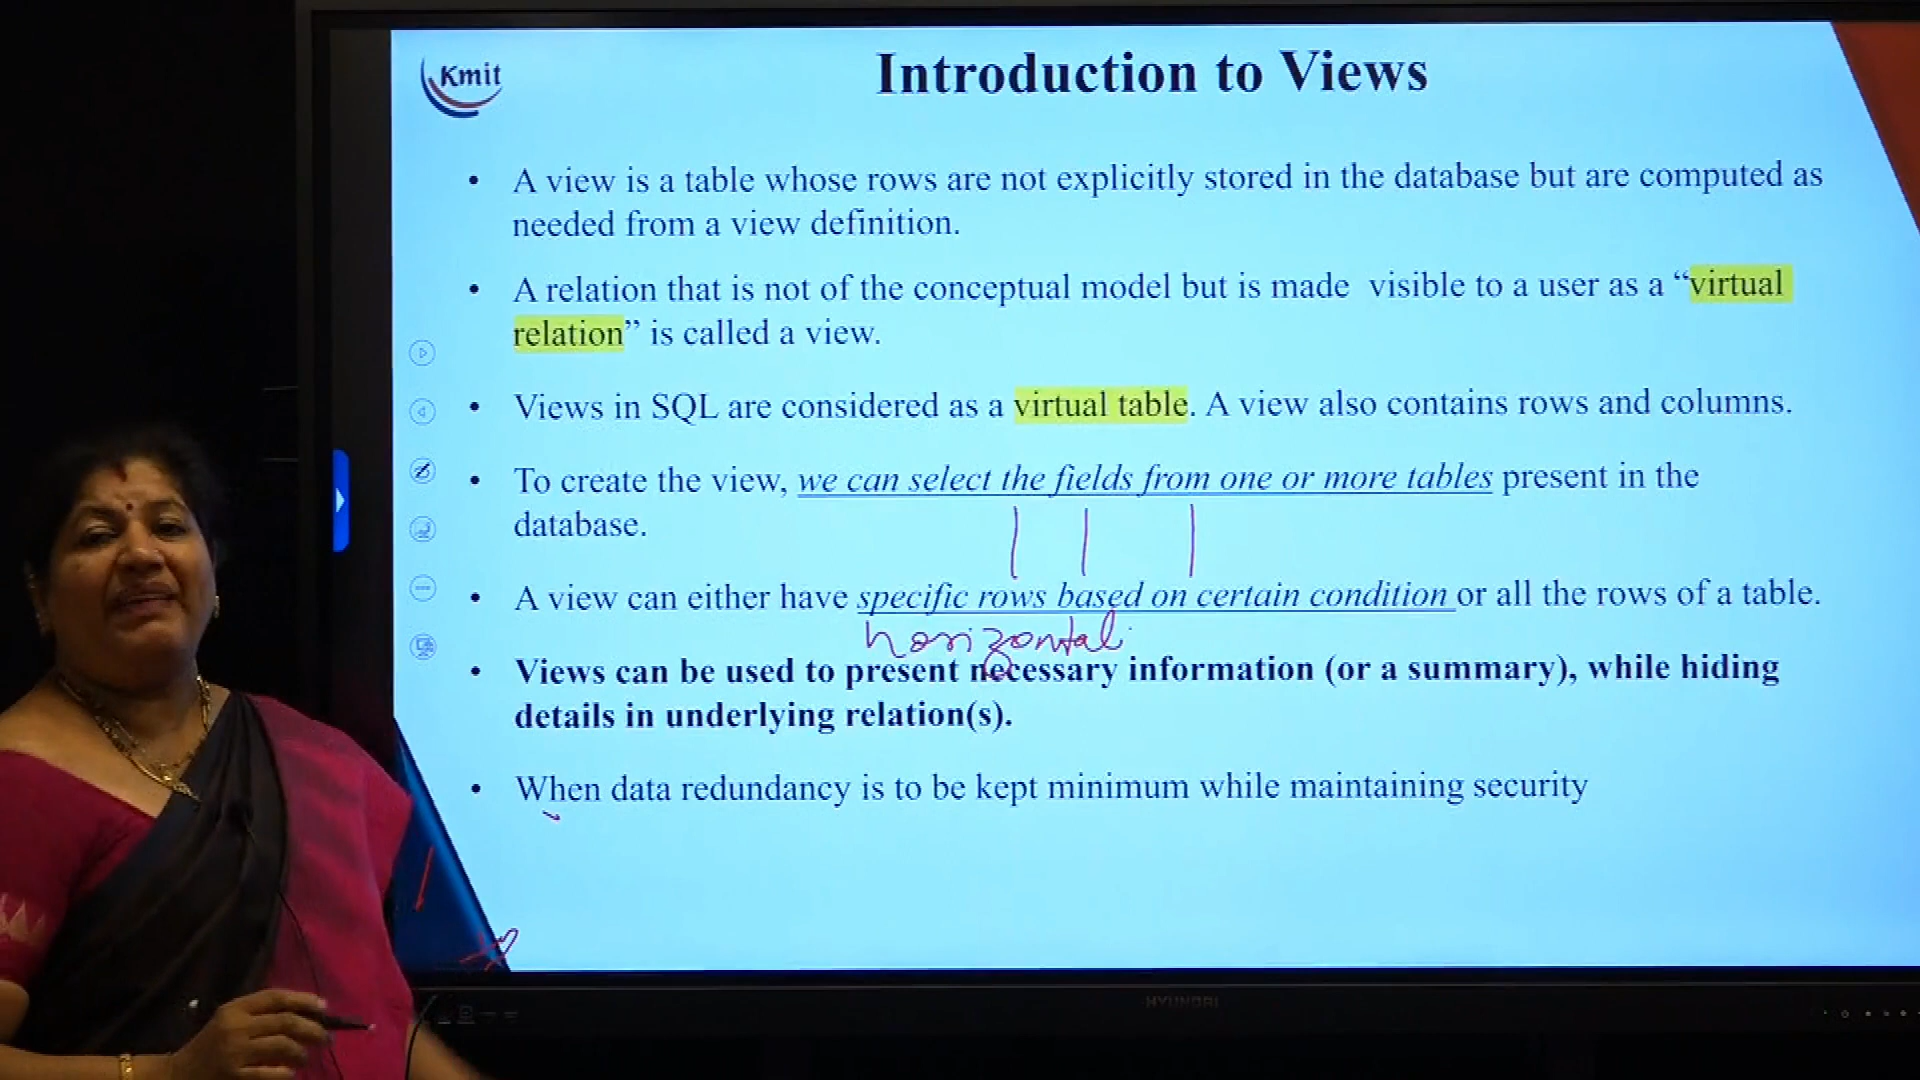 Kmit
Introduction to Views
• A view is a table whose rows are not explicitly stored in the database but are computed as
needed from a view definition.
• A relation that is not of the conceptual model but is made visible to a user as a “virtual
relation” is called a view.
• Views in SQL are considered as a virtual table. A view also contains rows and columns.
• To create the view, we can select the fields from one or more tables present in the
database.
• A view can either have specific rows based on certain condition or all the rows of a table.
horizontal
• Views can be used to present necessary information (or a summary), while hiding
details in underlying relation(s).
• When data redundancy is to be kept minimum while maintaining security
HYUNDAI